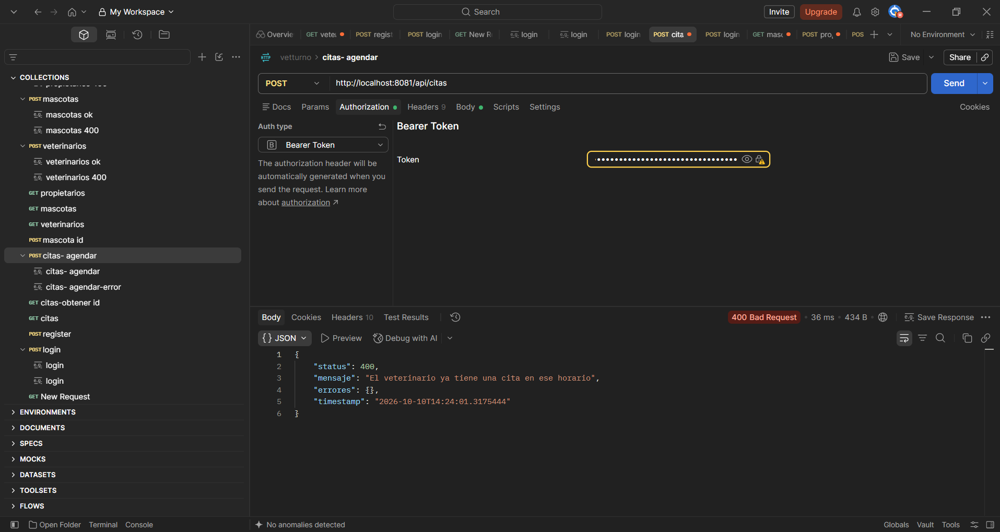 My Workspace
Search
Invite
Upgrade
Overvie
GET
POST regist
POST login
GET New R
login
login
POST login
POST cita
POST login
GET masc
POST pro
POS
No Environment
HTTP vetturno > citas- agendar
Save
Share
COLLECTIONS
POST mascotas
e.g. mascotas ok
e.g. mascotas 400
POST veterinarios
e.g. veterinarios ok
e.g. veterinarios 400
GET propietarios
GET mascotas
GET veterinarios
POST mascota id
POST citas- agendar
e.g. citas- agendar
e.g. citas- agendar-error
GET citas-obtener id
GET citas
POST register
POST login
e.g. login
e.g. login
GET New Request
ENVIRONMENTS
DOCUMENTS
SPECS
MOCKS
DATASETS
TOOLSETS
FLOWS
POST
http://localhost:8081/api/citas
Send
Docs
Params
Authorization
Headers 9
Body
Scripts
Settings
Cookies
Auth type
B Bearer Token
The authorization header will be
automatically generated when you
send the request. Learn more
about authorization ↗
Bearer Token
Token
Body
Cookies
Headers 10
Test Results
400 Bad Request
36 ms
434 B
e.g. Save Response
{} JSON
Preview
Debug with AI
1 {
2 "status": 400,
3 "mensaje": "El veterinario ya tiene una cita en ese horario",
4 "errores": {},
5 "timestamp": "2026-10-10T14:24:01.3175444"
6 }
Open Folder
Terminal
Console
No anomalies detected
Globals
Vault
Tools